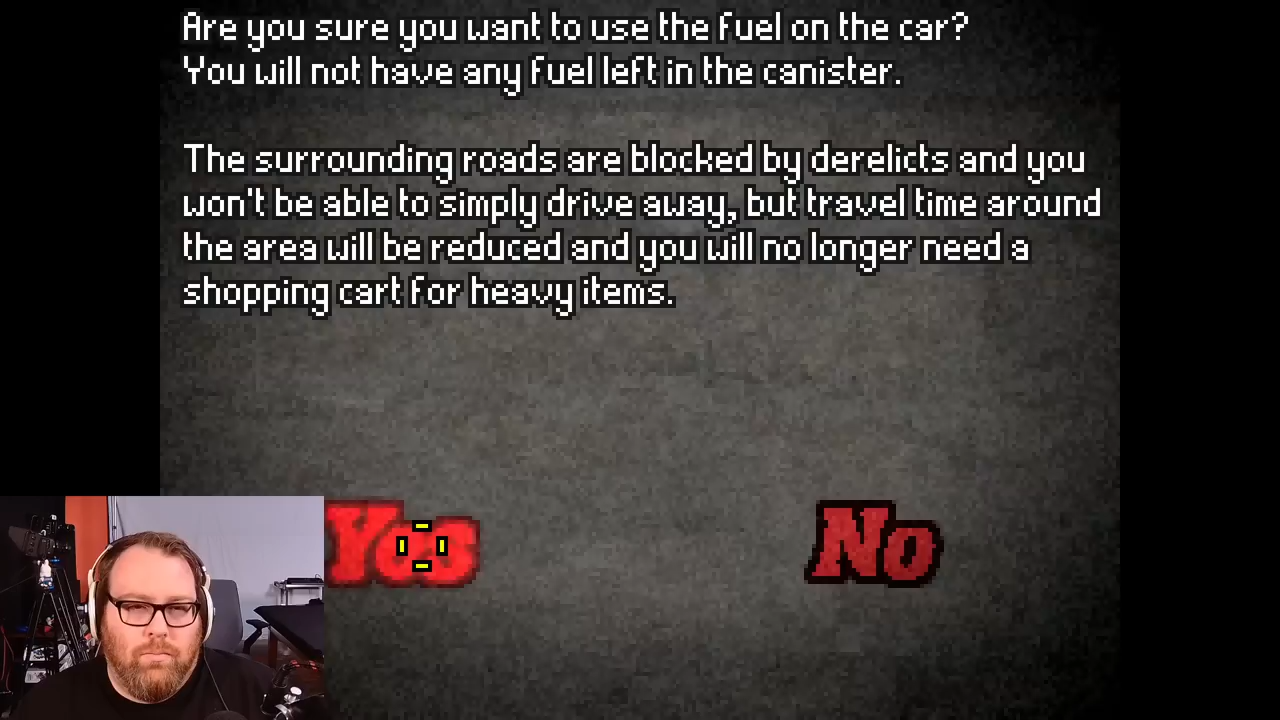 Are you sure you want to use the fuel on the car?
You will not have any fuel left in the canister.
The surrounding roads are blocked by derelicts and you
won't be able to simply drive away, but travel time around
the area will be reduced and you will no longer need a
shopping cart for heavy items.
Yes
No